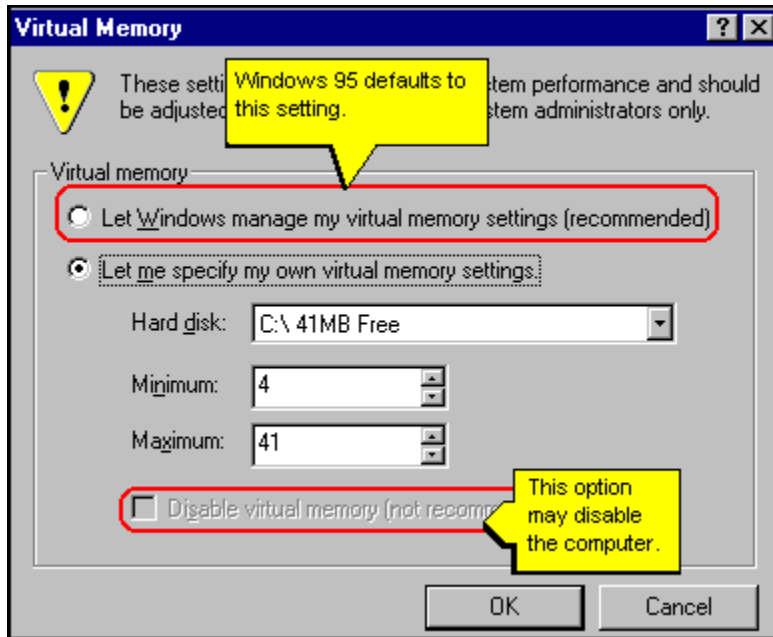 Virtual Memory
These setti
be adjusted
Windows 95 defaults to
this setting.
tem performance and should
stem administrators only.
Virtual memory
Let Windows manage my virtual memory settings (recommended)
Let me specify my own virtual memory settings.
Hard disk: C:\ 41MB Free
Minimum: 4
Maximum: 41
Disable virtual memory (not recomm
This option
may disable
the computer.
OK Cancel